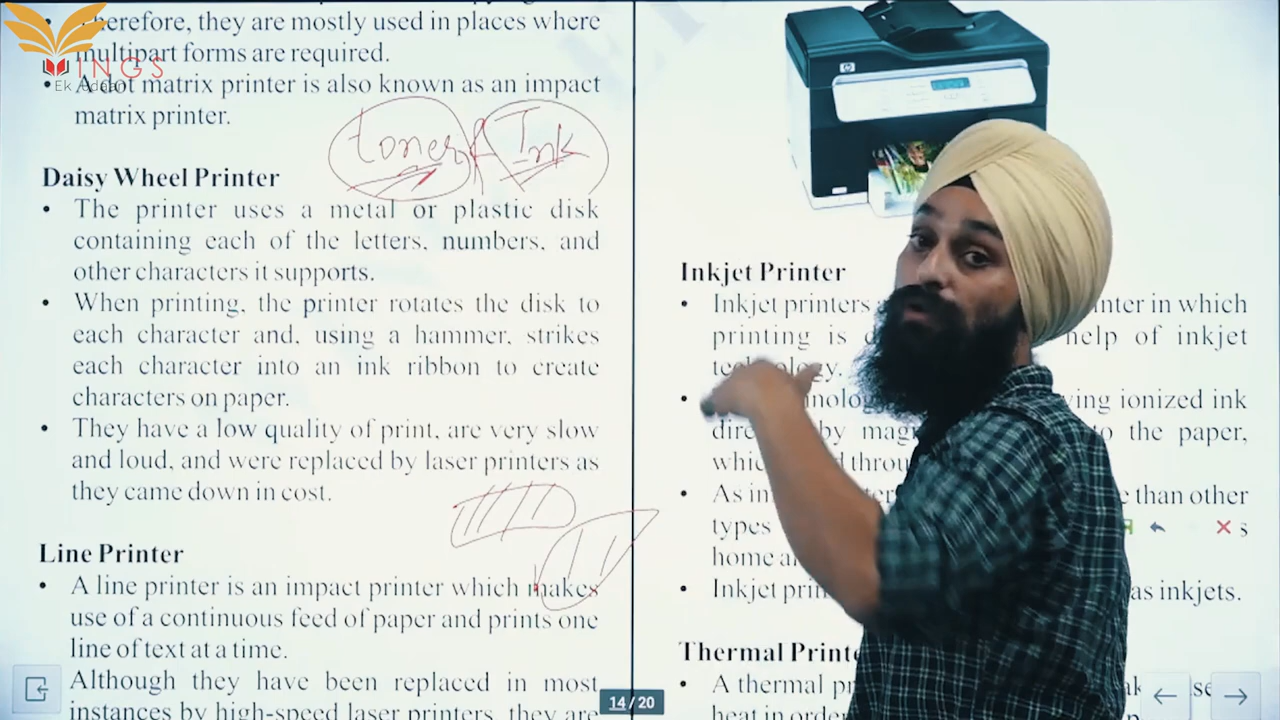 Therefore, they are mostly used in places where
multipart forms are required.
WINGS
Ek Udaan
• A dot matrix printer is also known as an impact
matrix printer.
toner Ink
Daisy Wheel Printer
• The printer uses a metal or plastic disk
containing each of the letters, numbers, and
other characters it supports.
• When printing, the printer rotates the disk to
each character and, using a hammer, strikes
each character into an ink ribbon to create
characters on paper.
• They have a low quality of print, are very slow
and loud, and were replaced by laser printers as
they came down in cost.
Line Printer
• A line printer is an impact printer which makes
use of a continuous feed of paper and prints one
line of text at a time.
Although they have been replaced in most
instances by high-speed laser printers, they are
14/20
hp
Inkjet Printer
• Inkjet printers in which
printing is help of inkjet
• ionized ink
by to the paper,
• As than other
types
home
• Inkjet as inkjets.
Thermal
• A thermal
heat in